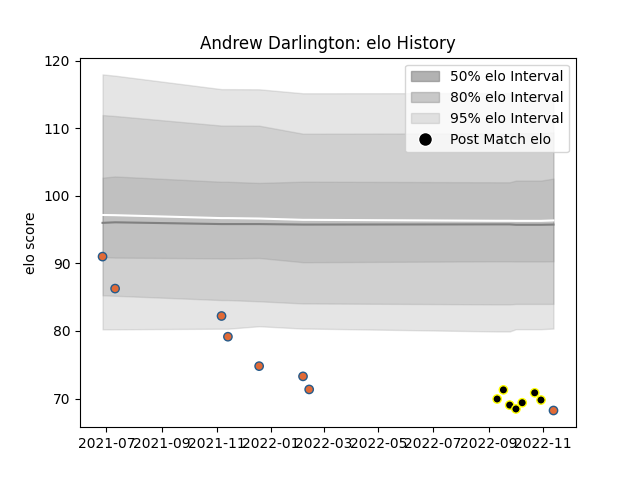 Andrew Darlington: elo History
120
110
100
90
80
70
elo score
50% elo Interval
80% elo Interval
95% elo Interval
Post Match elo
2021-07 2021-09 2021-11 2022-01 2022-03 2022-05 2022-07 2022-09 2022-11